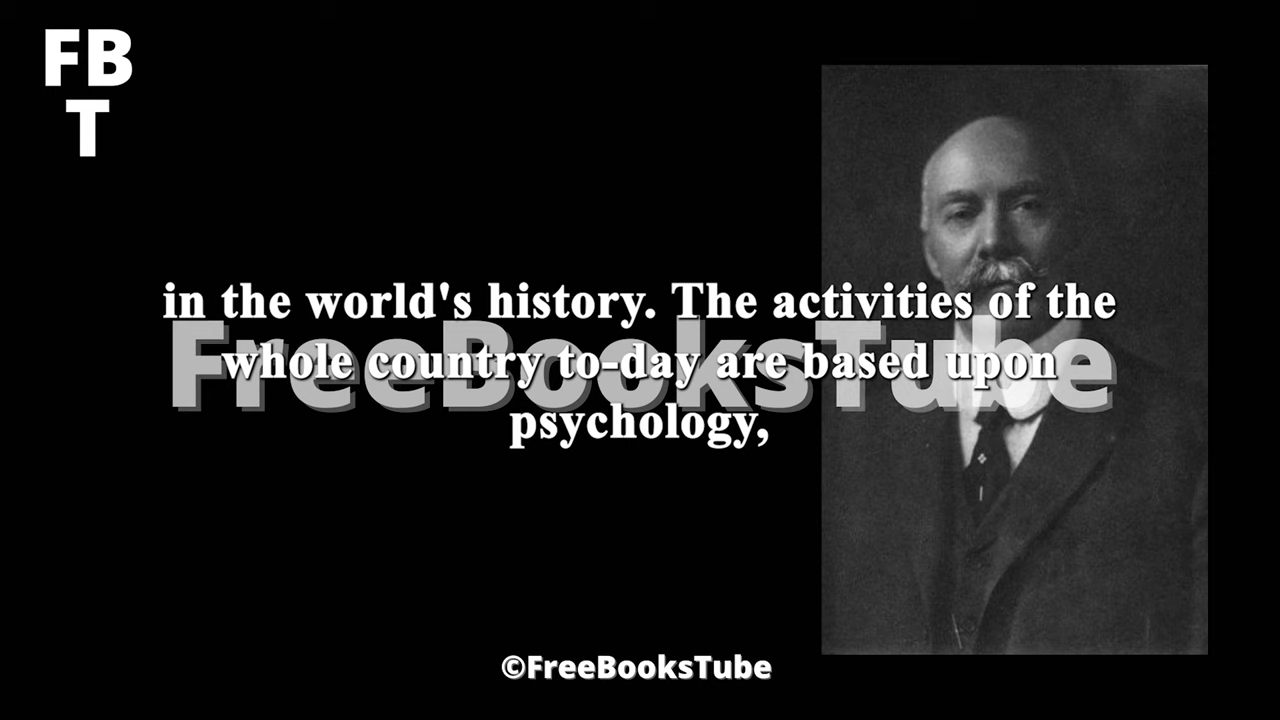 FB
T
in the world's history. The activities of the
FreeBooksTube
whole country to-day are based upon
psychology,
©FreeBooksTube